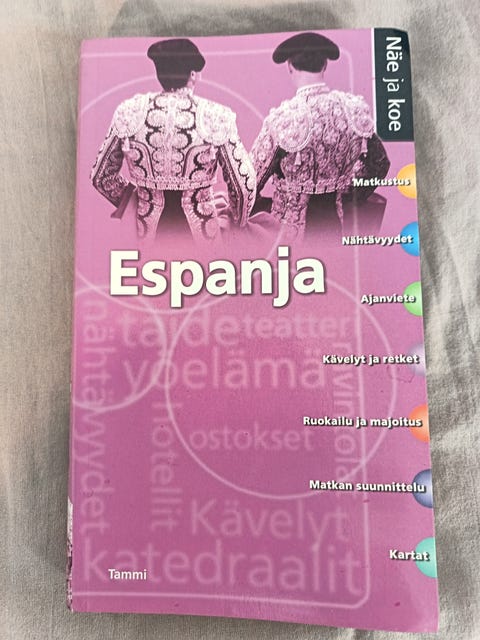 Näe ja koe
Matkustus
Nähtävyydet
Espanja
Ajanviete
taide
teatteri
yöelämä
Kävelyt ja retket
ravintola
nähtävyydet
hotellit
ostokset
Ruokailu ja majoitus
Matkan suunnittelu
Kävelyt
katedraalit
Kartat
Tammi